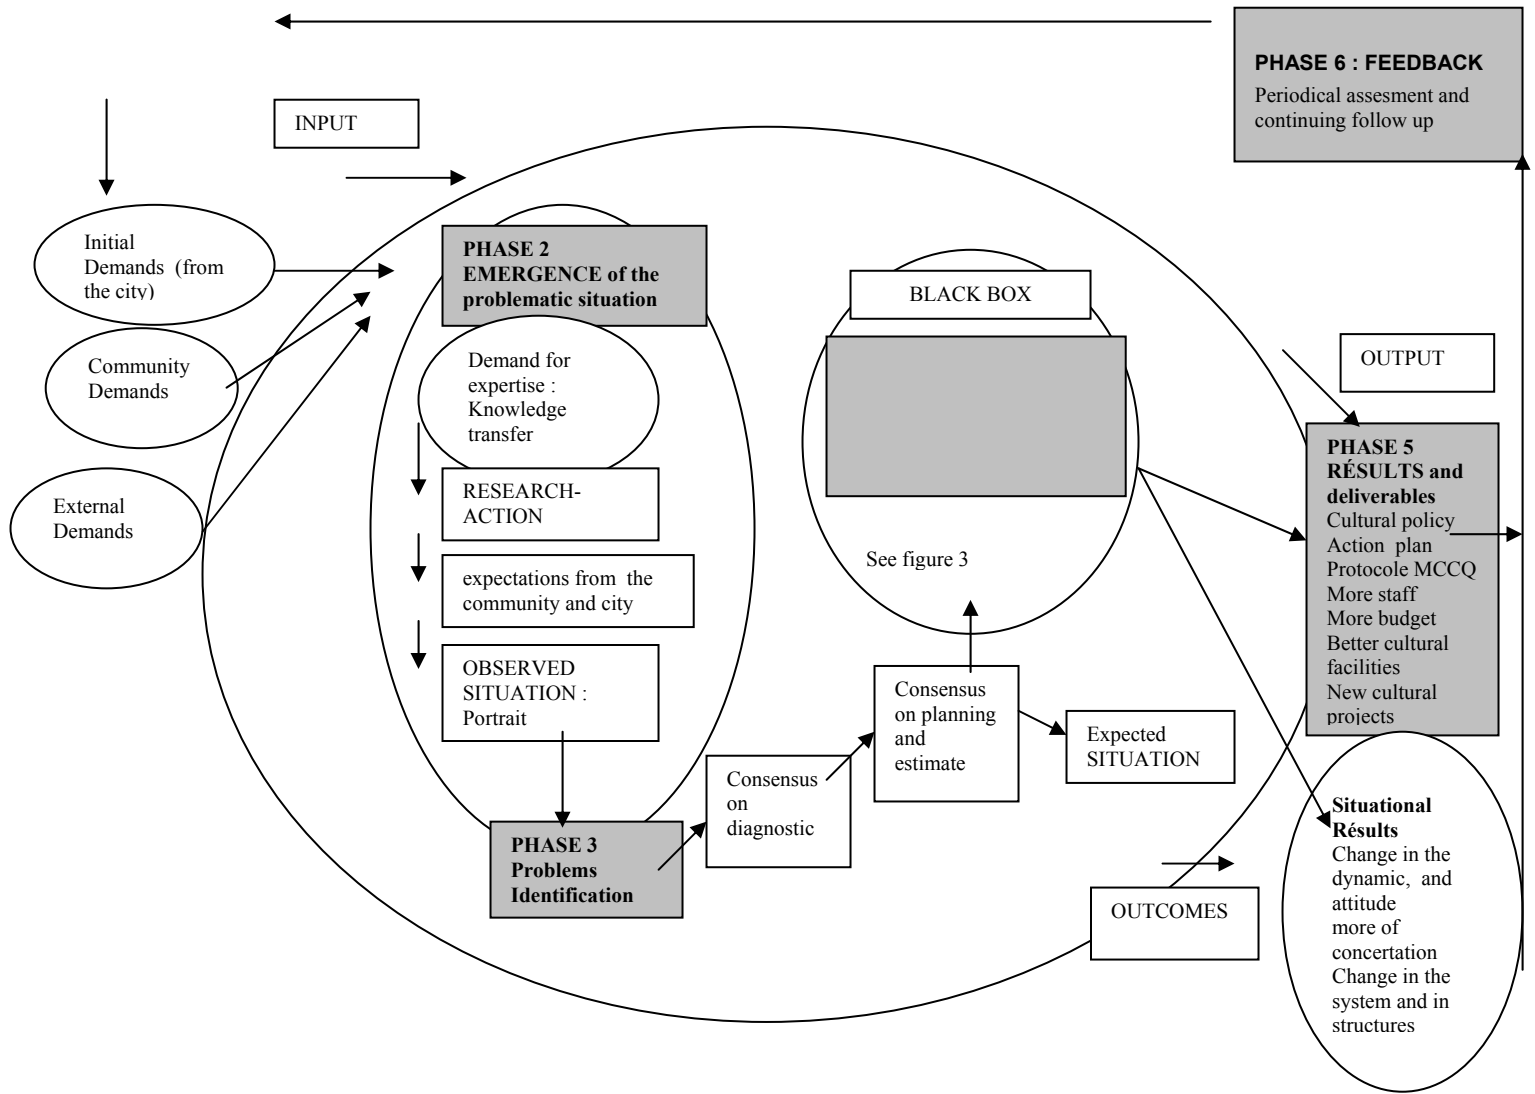 PHASE 6 : FEEDBACK
Periodical assesment and
continuing follow up
INPUT
Initial
Demands (from
the city)
Community
Demands
External
Demands
PHASE 2
EMERGENCE of the
problematic situation
Demand for
expertise :
Knowledge
transfer
RESEARCH-
ACTION
expectations from the
community and city
OBSERVED
SITUATION :
Portrait
PHASE 3
Problems
Identification
Consensus
on
diagnostic
Consensus
on planning
and
estimate
Expected
SITUATION
BLACK BOX
See figure 3
OUTPUT
PHASE 5
RÉSULTS and
deliverables
Cultural policy
Action plan
Protocole MCCQ
More staff
More budget
Better cultural
facilities
New cultural
projects
OUTCOMES
Situational
Résults
Change in the
dynamic, and
attitude
more of
concertation
Change in the
system and in
structures